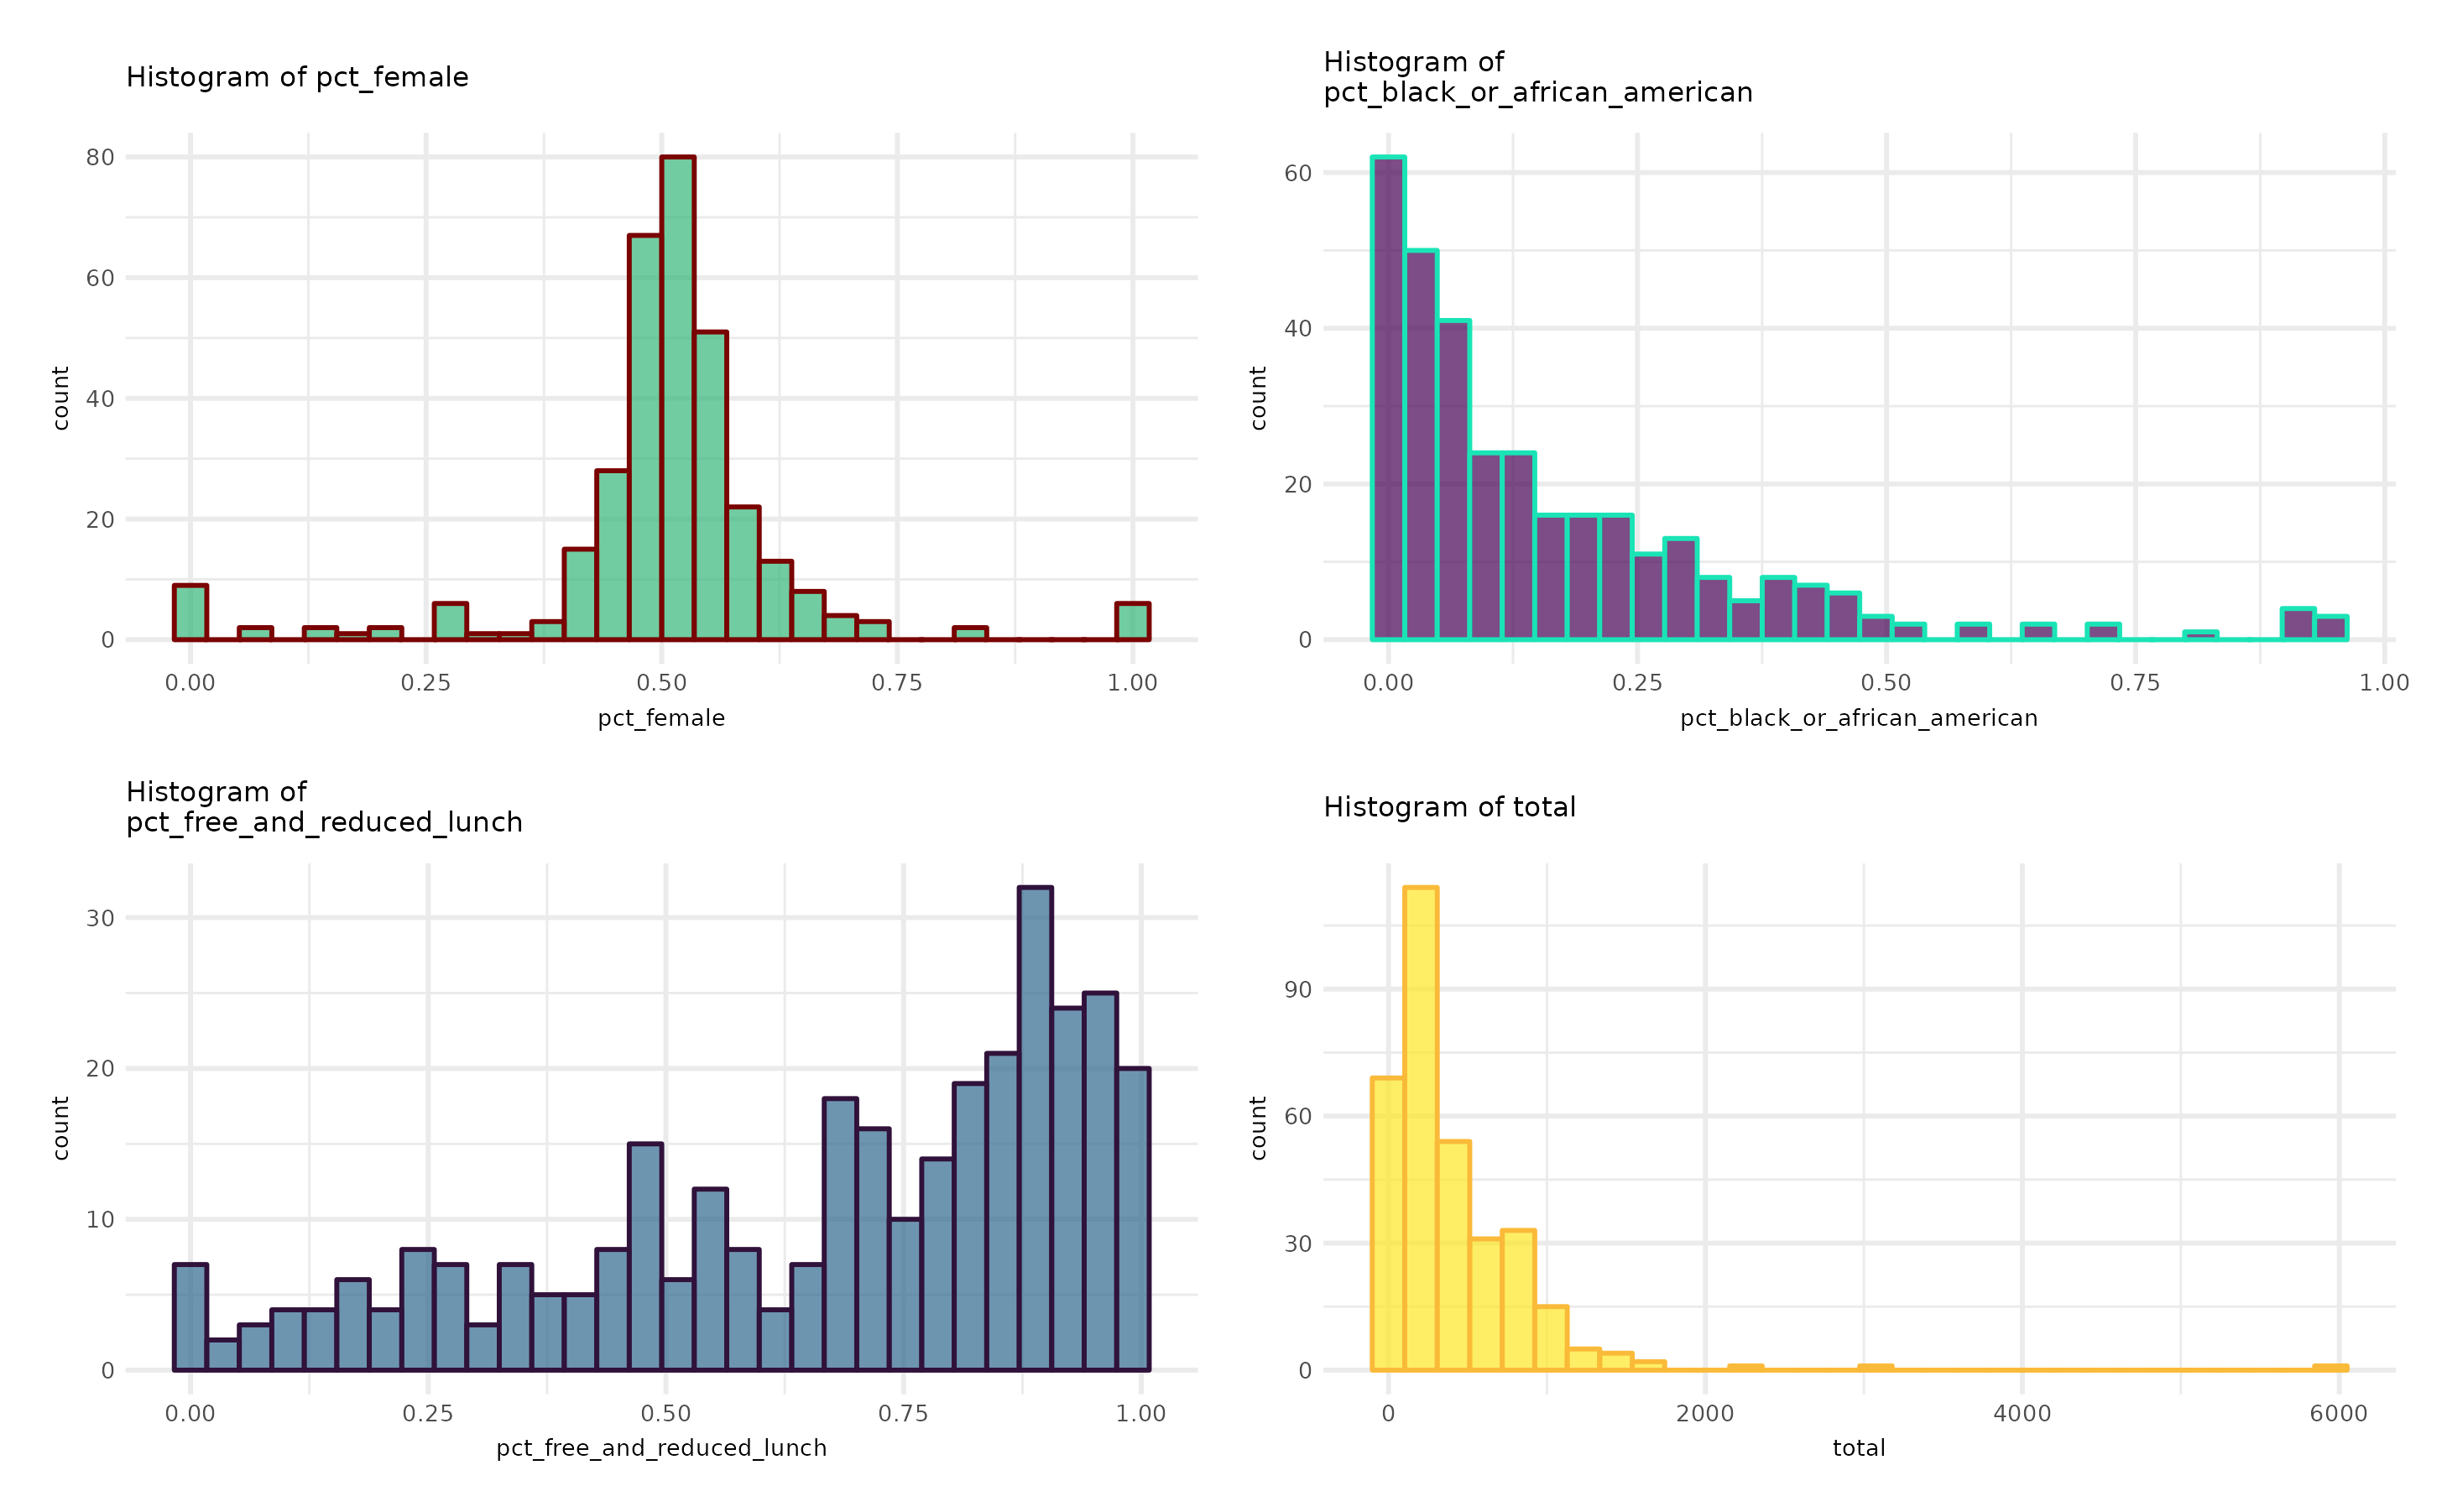 Histogram of pct_female
count
80
60
40
20
0
0.00 0.25 0.50 0.75 1.00
pct_female
Histogram of
pct_black_or_african_american
count
60
40
20
0
0.00 0.25 0.50 0.75 1.00
pct_black_or_african_american
Histogram of
pct_free_and_reduced_lunch
count
30
20
10
0
0.00 0.25 0.50 0.75 1.00
pct_free_and_reduced_lunch
Histogram of total
count
90
60
30
0
0 2000 4000 6000
total